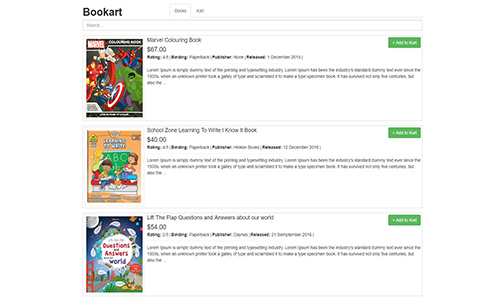 Bookart
Books Kart
Search...
MARVEL
COLOURING BOOK
Marvel Colouring Book
$67.00
Rating: 4/5 | Binding: Paperback | Publisher: None | Released: 1 December 2015 |
Lorem Ipsum is simply dummy text of the printing and typesetting industry. Lorem Ipsum has been the industry's standard dummy text ever since the
1500s, when an unknown printer took a galley of type and scrambled it to make a type specimen book. It has survived not only five centuries, but
also the ...
+ Add to Kart
LEARNING
TO WRITE
ABC
School Zone Learning To Write I Know It Book
$40.00
Rating: 4/5 | Binding: Paperback | Publisher: Hinkler Books | Released: 12 December 2016 |
Lorem Ipsum is simply dummy text of the printing and typesetting industry. Lorem Ipsum has been the industry's standard dummy text ever since the
1500s, when an unknown printer took a galley of type and scrambled it to make a type specimen book. It has survived not only five centuries, but
also the ...
+ Add to Kart
Questions
and Answers
world
Lift The Flap Questions and Answers about our world
$54.00
Rating: 4/5 | Binding: Paperback | Publisher: Daynes | Released: 21 September 2016 |
Lorem Ipsum is simply dummy text of the printing and typesetting industry. Lorem Ipsum has been the industry's standard dummy text ever since the
1500s, when an unknown printer took a galley of type and scrambled it to make a type specimen book. It has survived not only five centuries, but
also the ...
+ Add to Kart